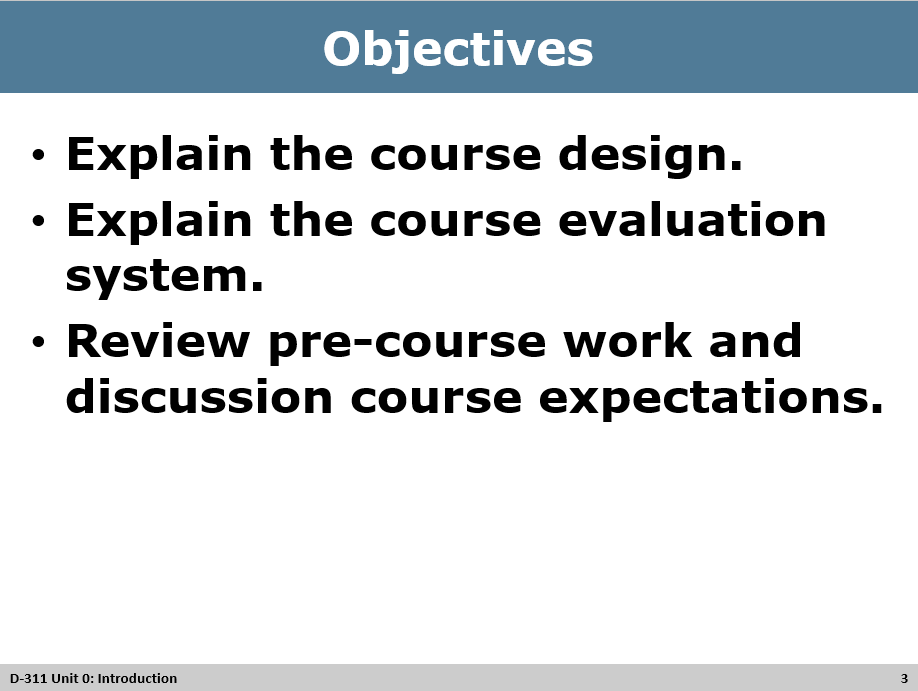 Objectives
• Explain the course design.
• Explain the course evaluation
system.
• Review pre-course work and
discussion course expectations.
D-311 Unit 0: Introduction
3